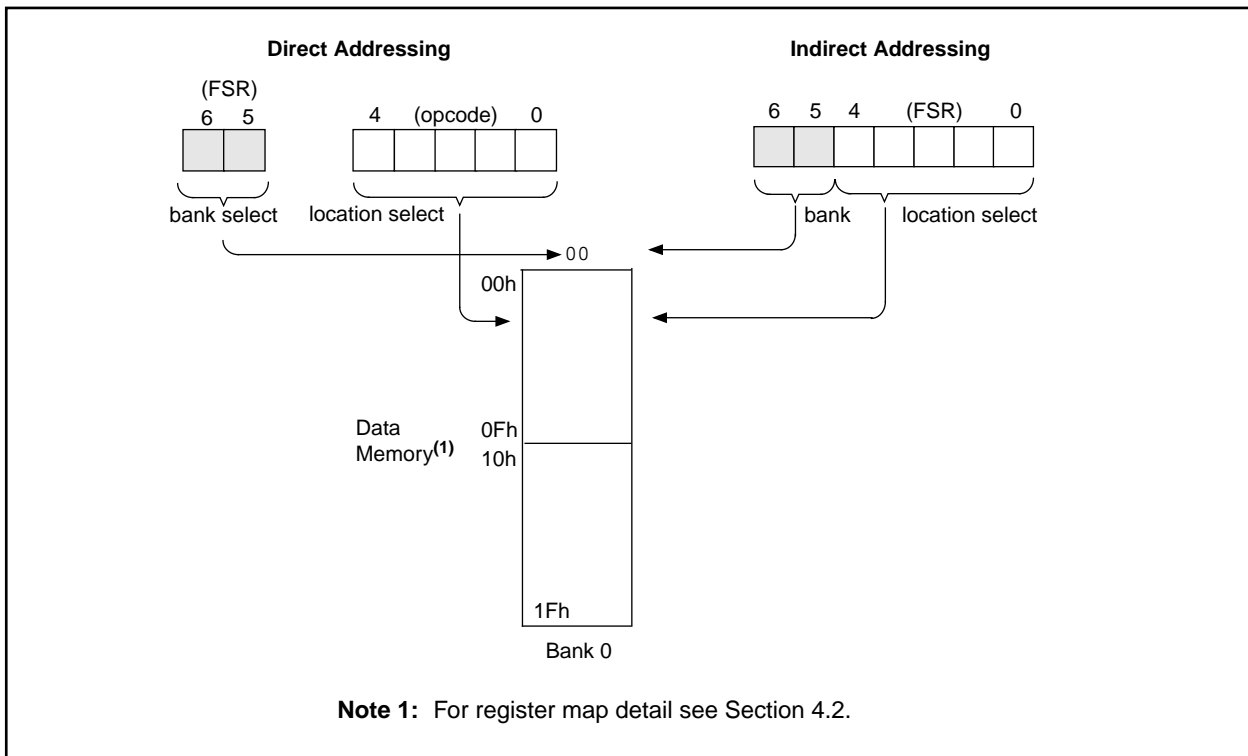 Direct Addressing
Indirect Addressing
(FSR)
6 5
4 (opcode) 0
6 5 4 (FSR) 0
bank select
location select
bank
location select
00
00h
Data
Memory(1)
0Fh
10h
1Fh
Bank 0
Note 1: For register map detail see Section 4.2.